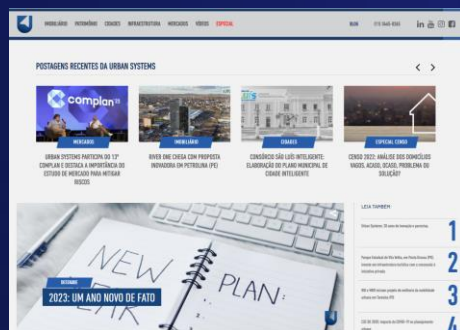 IMOBILIÁRIO PATRIMÔNIO CIDADES INFRAESTRUTURA MERCADOS VÍDEOS ESPECIAL BLOG
in
POSTAGENS RECENTES DA URBAN SYSTEMS
< >
complan
MERCADOS
URBAN SYSTEMS PARTICIPA DO 13º
COMPLAN E DESTACA A IMPORTÂNCIA DO
ESTUDO DE MERCADO PARA MITIGAR
RISCOS
IMOBILIÁRIO
RIVER ONE CHEGA COM PROPOSTA
INOVADORA EM PETROLINA (PE)
CIDADES
CONSÓRCIO SÃO LUÍS INTELIGENTE:
ELABORAÇÃO DO PLANO MUNICIPAL DE
CIDADE INTELIGENTE
ESPECIAL CENSO
CENSO 2022: ANÁLISE DOS DOMICÍLIOS
VAGOS, ACASO, OCASO, PROBLEMA OU
SOLUÇÃO?
NEW YEAR
PLAN:
2023: UM ANO NOVO DE FATO
LEIA TAMBÉM
1
2
3
4